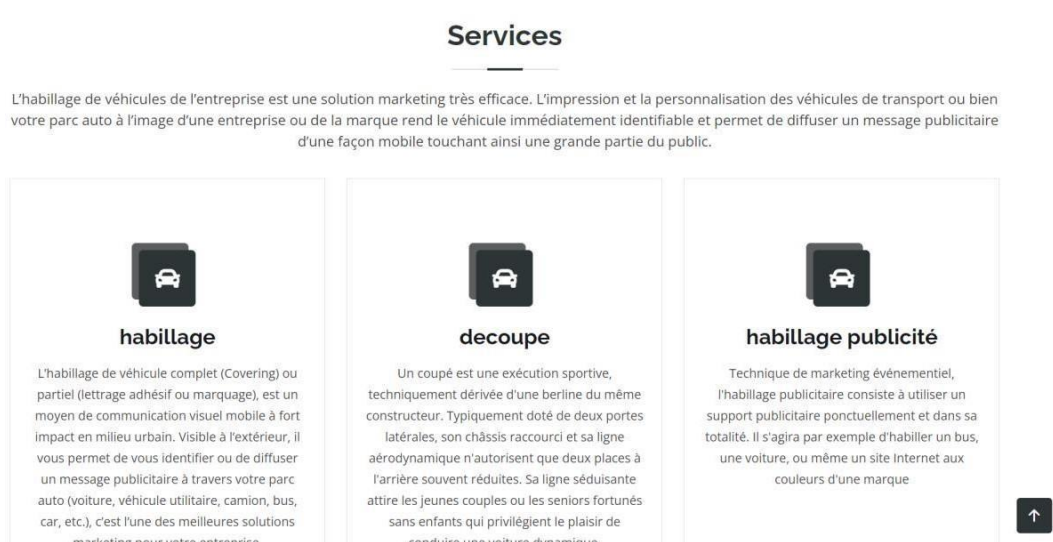 Services
L'habillage de véhicules de l'entreprise est une solution marketing très efficace. L'impression et la personnalisation des véhicules de transport ou bien
votre parc auto à l'image d'une entreprise ou de la marque rend le véhicule immédiatement identifiable et permet de diffuser un message publicitaire
d'une façon mobile touchant ainsi une grande partie du public.
habillage
L'habillage de véhicule complet (Covering) ou
partiel (lettrage adhésif ou marquage), est un
moyen de communication visuel mobile à fort
impact en milieu urbain. Visible à l'extérieur, il
vous permet de vous identifier ou de diffuser
un message publicitaire à travers votre parc
auto (voiture, véhicule utilitaire, camion, bus,
car, etc.), c'est l'une des meilleures solutions
marketing pour votre entreprise
decoupe
Un coupé est une exécution sportive,
techniquement dérivée d'une berline du même
constructeur. Typiquement doté de deux portes
latérales, son châssis raccourci et sa ligne
aérodynamique n'autorisent que deux places à
l'arrière souvent réduites. Sa ligne séduisante
attire les jeunes couples ou les seniors fortunés
sans enfants qui privilégient le plaisir de
conduire une voiture dynamique
habillage publicité
Technique de marketing événementiel,
l'habillage publicitaire consiste à utiliser un
support publicitaire ponctuellement et dans sa
totalité. Il s'agira par exemple d'habiller un bus,
une voiture, ou même un site Internet aux
couleurs d'une marque